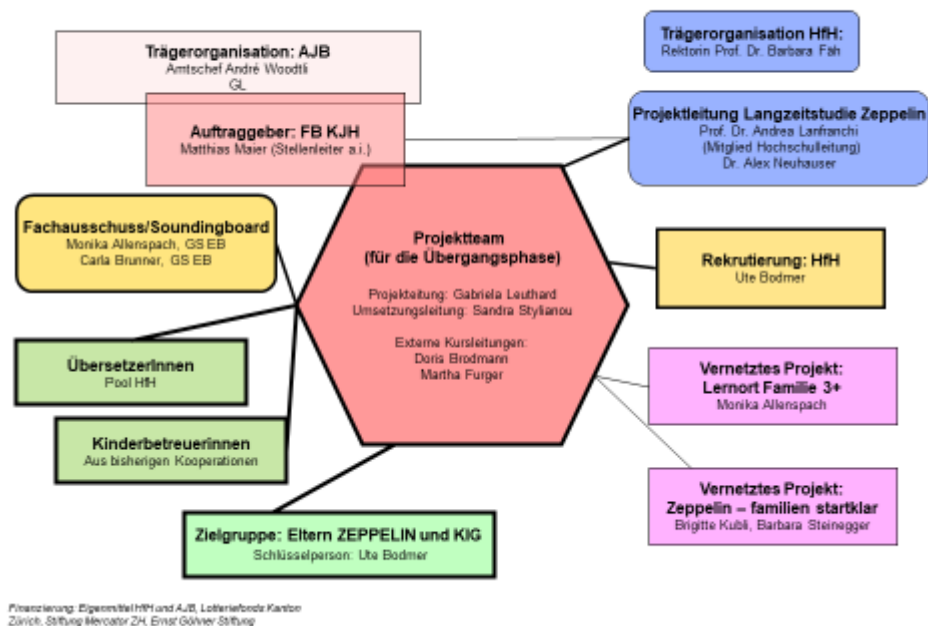 Trägerorganisation: AJB
Amtschef André Woodtli
GL
Auftraggeber: FB KJH
Matthias Maier (Stellenleiter a.i.)
Trägerorganisation HfH:
Rektorin Prof. Dr. Barbara Fäh
Projektleitung Langzeitstudie Zeppelin
Prof. Dr. Andrea Lanfranchi
(Mitglied Hochschulleitung)
Dr. Alex Neuhauser
Fachausschuss/Soundingboard
Monika Allenspach, GS EB
Carla Brunner, GS EB
Projektteam
(für die Übergangsphase)
Projekteitung: Gabriela Leuthard
Umsetzungsleitung: Sandra Stylianou
Externe Kursleitungen:
Doris Brodmann
Martha Furger
Rekrutierung: HfH
Ute Bodmer
ÜbersetzerInnen
Pool HfH
Kinderbetreuerinnen
Aus bisherigen Kooperationen
Vernetztes Projekt:
Lernort Familie 3+
Monika Allenspach
Vernetztes Projekt:
Zeppelin – familien startklar
Brigitte Kubli, Barbara Steinegger
Zielgruppe: Eltern ZEPPELIN und KIG
Schlüsselperson: Ute Bodmer
Finanzierung: Eigenmittel HfH und AJB, Lotteriefonds Kanton
Zürich, Stiftung Mercator ZH, Ernst Göhner Stiftung